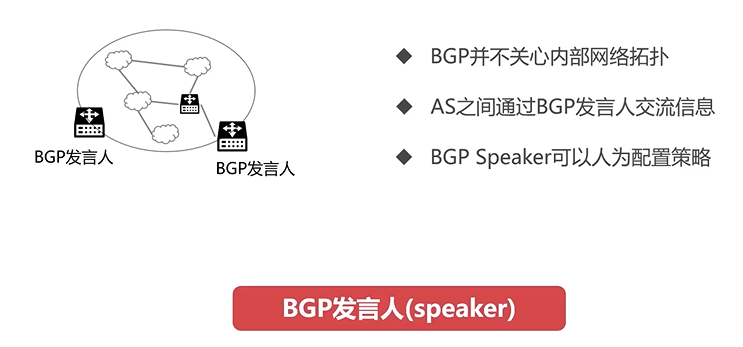 BGP发言人
BGP发言人
◆ BGP并不关心内部网络拓扑
◆ AS之间通过BGP发言人交流信息
◆ BGP Speaker可以人为配置策略
BGP发言人(speaker)